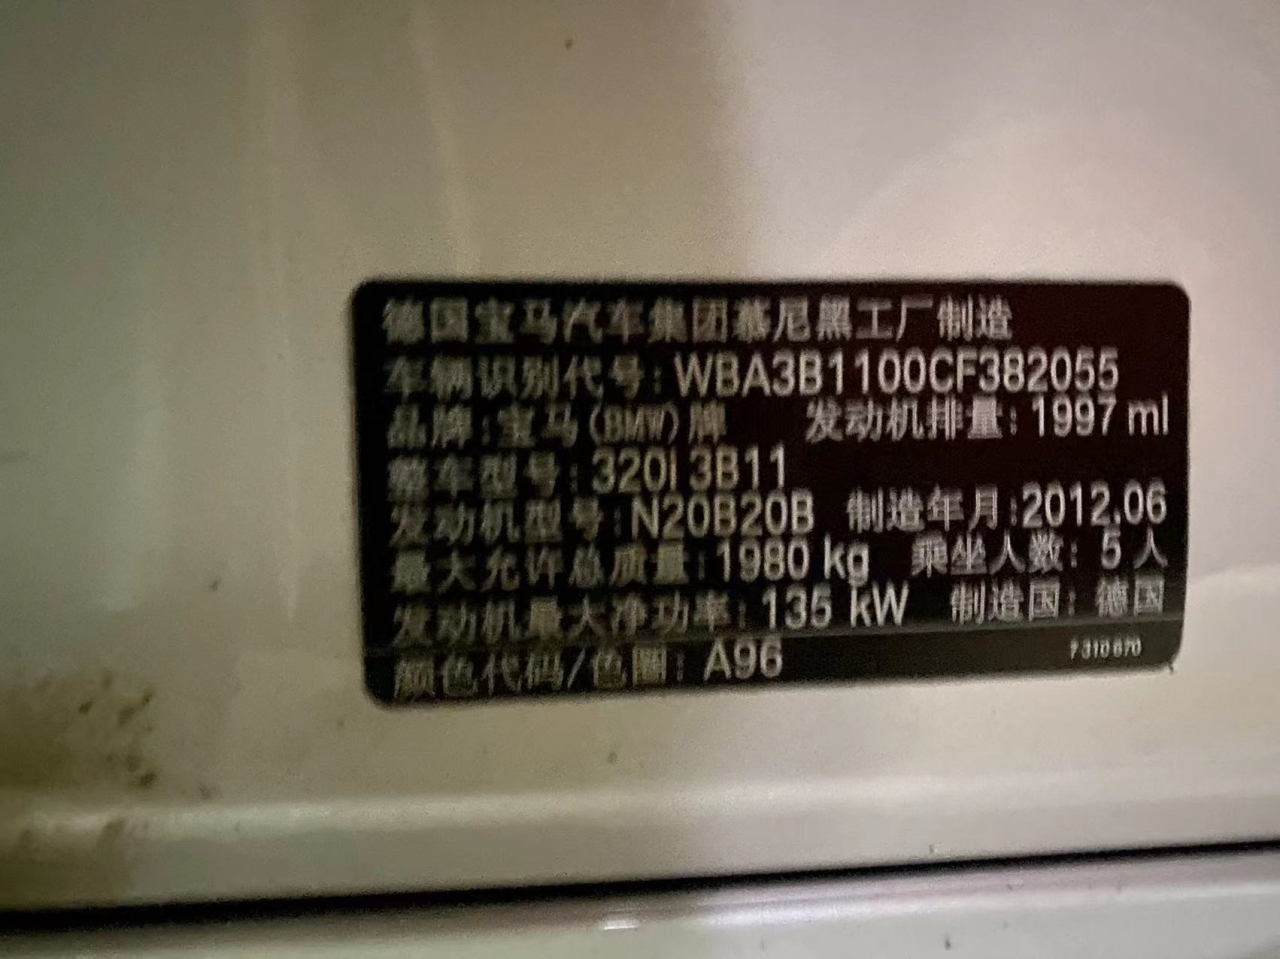 德国宝马汽车集团慕尼黑工厂制造
车辆识别代号: WBA3B1100CF382055
品牌: 宝马(BMW)牌 发动机排量: 1997 ml
整车型号: 320I 3B11
发动机型号: N20B20B 制造年月: 2012.06
最大允许总质量: 1980 kg 乘坐人数: 5 人
发动机最大净功率: 135 kW 制造国: 德国
颜色代码/色圈: A96 7310670